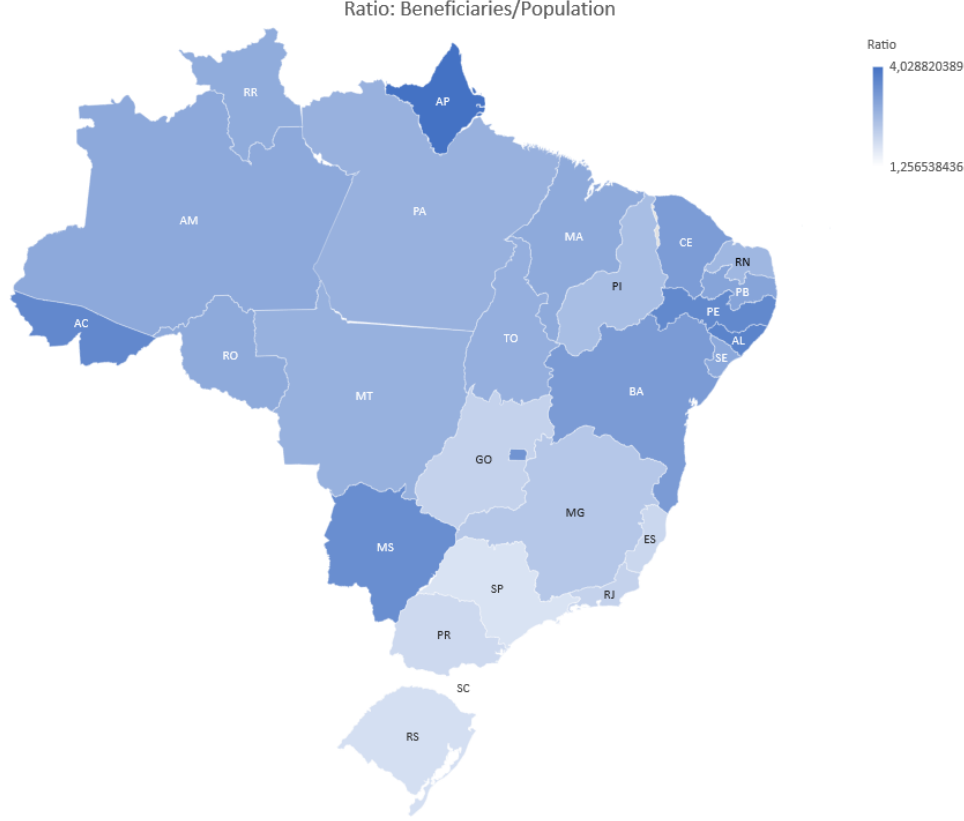 Ratio: Beneficiaries/Population
Ratio
4,028820389
1,256538436
RR
AP
AM
PA
MA
CE
RN
PI
PB
PE
AC
AL
TO
RO
SE
BA
MT
GO
MG
ES
MS
SP
RJ
PR
SC
RS